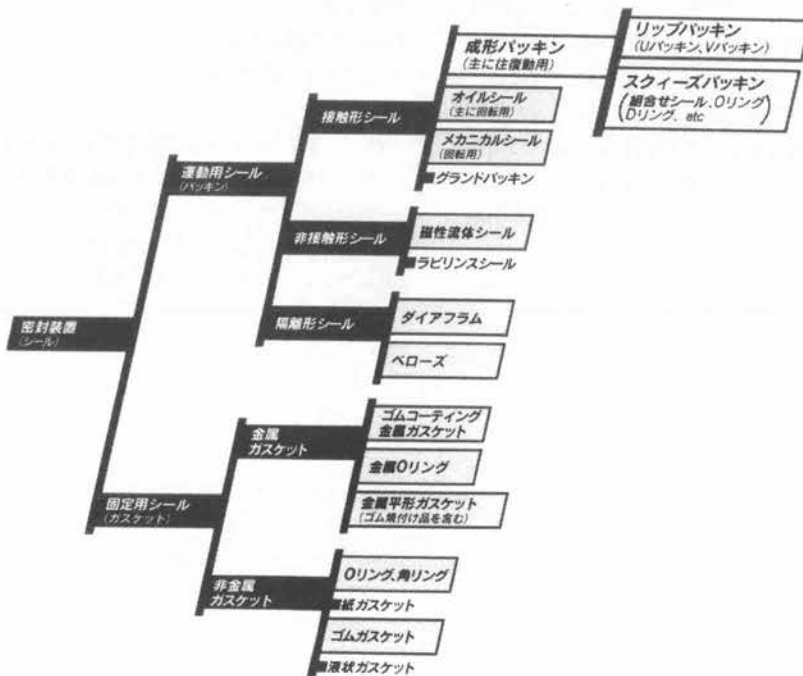 密封装置
(シール)
運動用シール
(パッキン)
接触形シール
成形パッキン
(主に往復動用)
リップパッキン
(Uパッキン、Vパッキン)
スクィーズパッキン
(組合せシール、Oリング
Dリング、etc)
オイルシール
(主に回転用)
メカニカルシール
(回転用)
グランドパッキン
非接触形シール
磁性流体シール
ラビリンスシール
隔離形シール
ダイアフラム
ベローズ
固定用シール
(ガスケット)
金属
ガスケット
ゴムコーティング
金属ガスケット
金属Oリング
金属平形ガスケット
(ゴム焼付け品を含む)
非金属
ガスケット
Oリング、角リング
紙ガスケット
ゴムガスケット
液状ガスケット